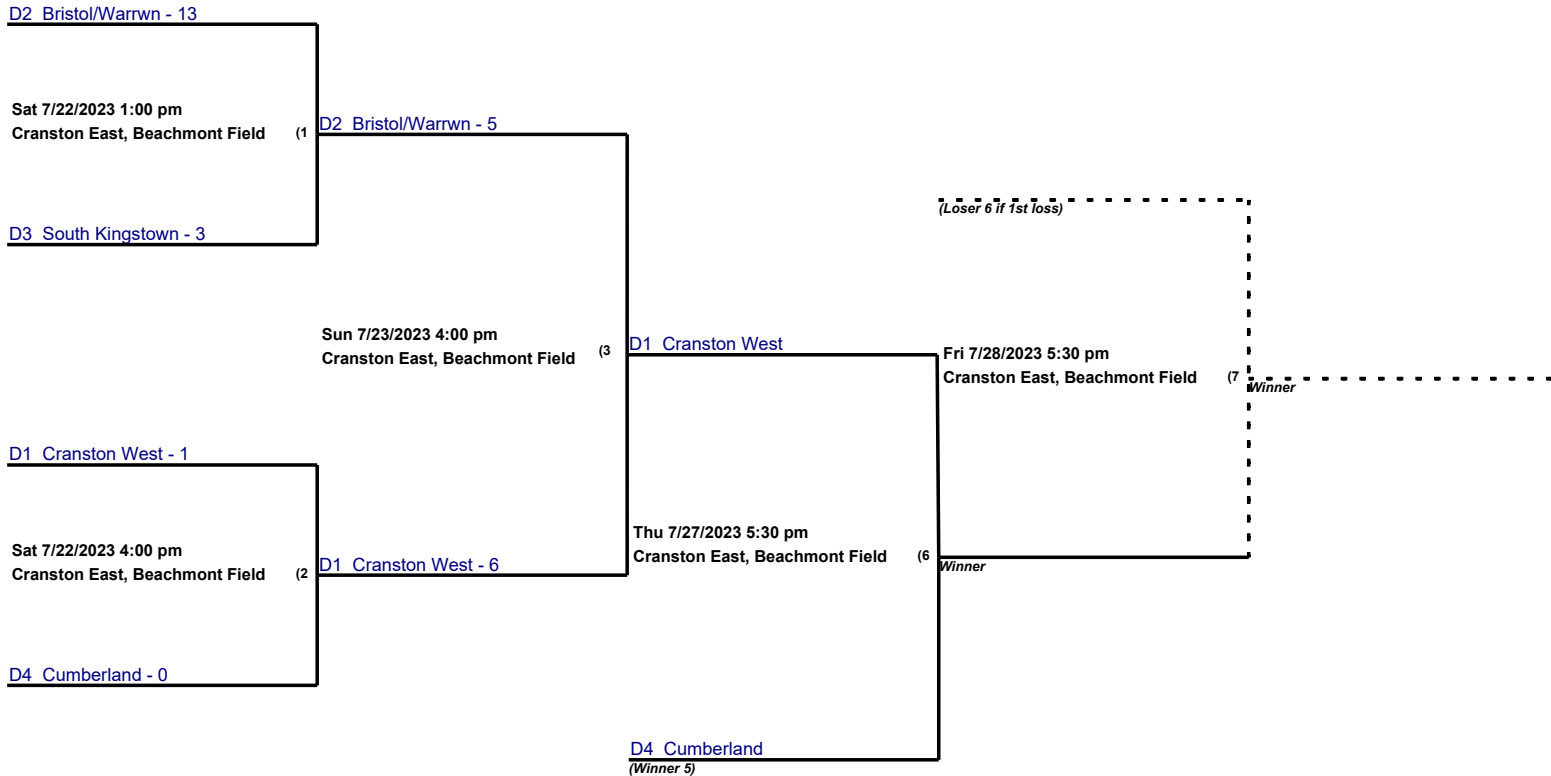 D2 Bristol/Warrwn - 13
Sat 7/22/2023 1:00 pm
Cranston East, Beachmont Field (1
D2 Bristol/Warrwn - 5
D3 South Kingstown - 3
(Loser 6 if 1st loss)
Sun 7/23/2023 4:00 pm
Cranston East, Beachmont Field (3
D1 Cranston West
Fri 7/28/2023 5:30 pm
Cranston East, Beachmont Field (7
Winner
D1 Cranston West - 1
Sat 7/22/2023 4:00 pm
Cranston East, Beachmont Field (2
D1 Cranston West - 6
Thu 7/27/2023 5:30 pm
Cranston East, Beachmont Field (6
Winner
D4 Cumberland - 0
D4 Cumberland
(Winner 5)